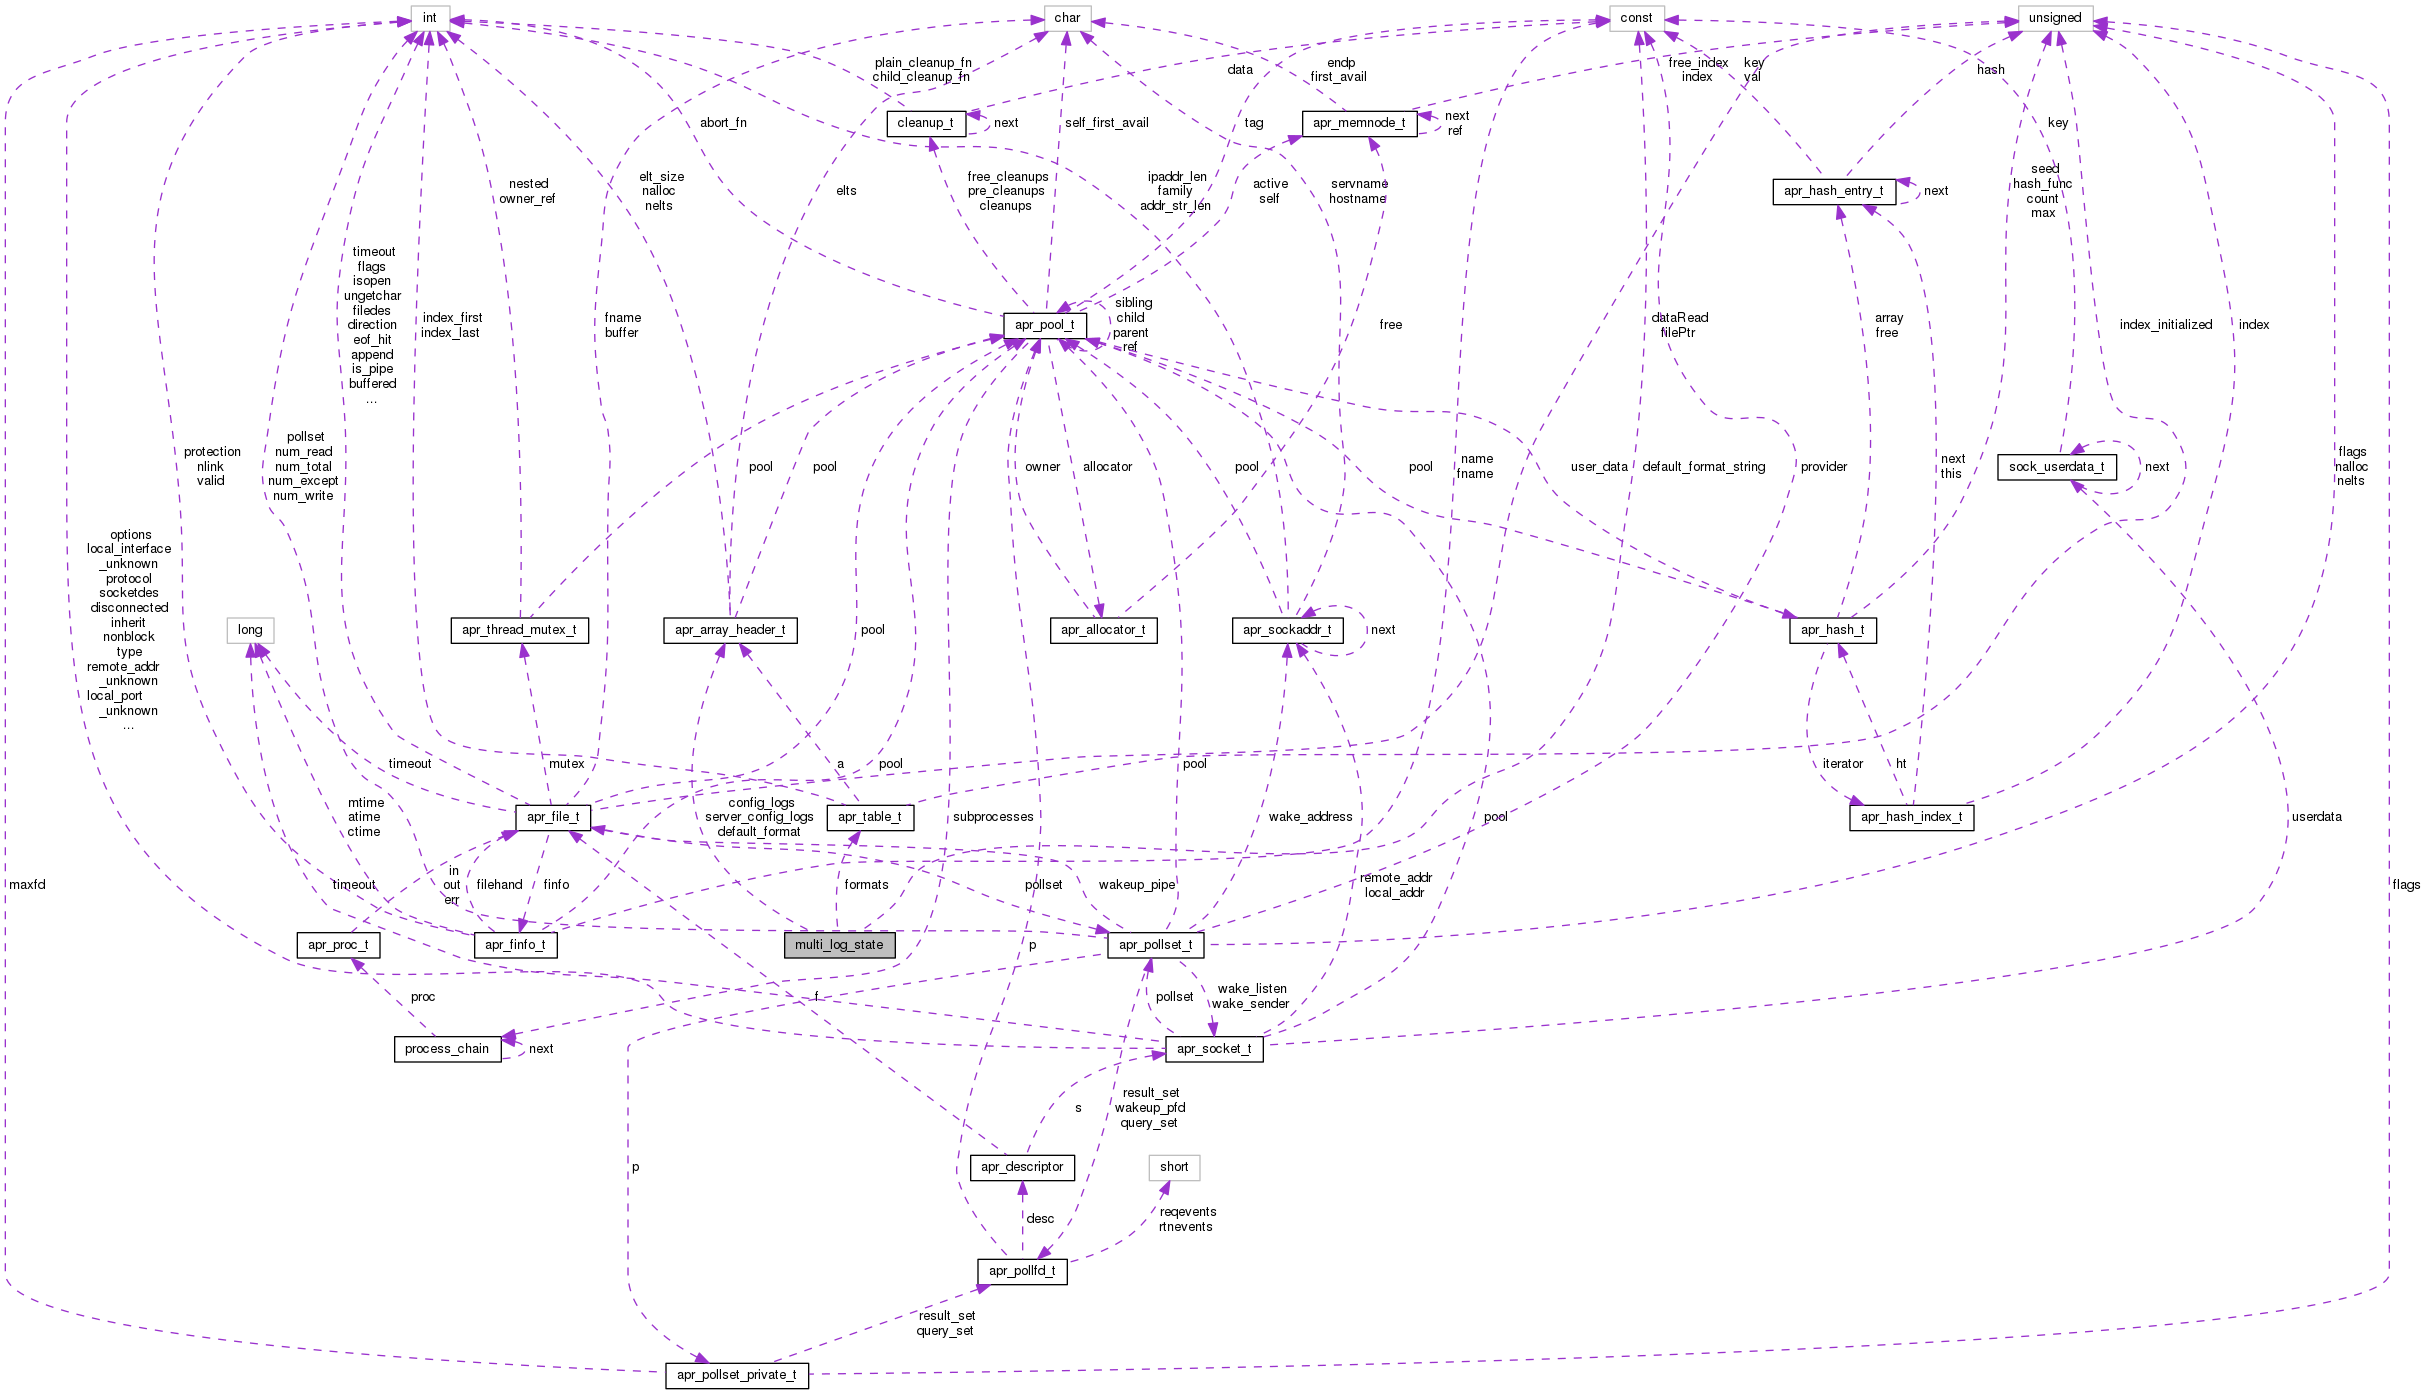 int
char
const
unsigned
plain_cleanup_fn
child_cleanup_fn
data
endp
first_avail
free_index
index
key
val
hash
cleanup_t
next
abort_fn
self_first_avail
tag
apr_memnode_t
next
ref
key
nested
owner_ref
elt_size
nalloc
nelts
elts
free_cleanups
pre_cleanups
cleanups
ipaddr_len
family
addr_str_len
active
self
servname
hostname
apr_hash_entry_t
next
seed
hash_func
count
max
timeout
flags
isopen
ungetchar
filedes
direction
eof_hit
append
is_pipe
buffered
...
index_first
index_last
fname
buffer
apr_pool_t
sibling
child
parent
ref
free
dataRead
filePtr
array
free
index_initialized
index
protection
nlink
valid
pollset
num_read
num_total
num_except
num_write
pool
pool
owner
allocator
pool
pool
name
fname
user_data
default_format_string
provider
next
this
sock_userdata_t
next
flags
nalloc
nelts
options
local_interface
_unknown
protocol
socketdes
disconnected
inherit
nonblock
type
remote_addr
_unknown
local_port
_unknown
...
long
apr_thread_mutex_t
apr_array_header_t
pool
apr_allocator_t
apr_sockaddr_t
next
apr_hash_t
timeout
mutex
pool
a
pool
iterator
ht
mtime
atime
ctime
apr_file_t
config_logs
server_config_logs
default_format
apr_table_t
subprocesses
wake_address
pool
apr_hash_index_t
userdata
maxfd
timeout
in
out
err
filehand
finfo
formats
pollset
wakeup_pipe
remote_addr
local_addr
flags
apr_proc_t
apr_finfo_t
multi_log_state
p
apr_pollset_t
proc
f
pollset
wake_listen
wake_sender
process_chain
next
apr_socket_t
s
result_set
wakeup_pfd
query_set
p
apr_descriptor
short
desc
reqevents
rtnevents
apr_pollfd_t
result_set
query_set
apr_pollset_private_t